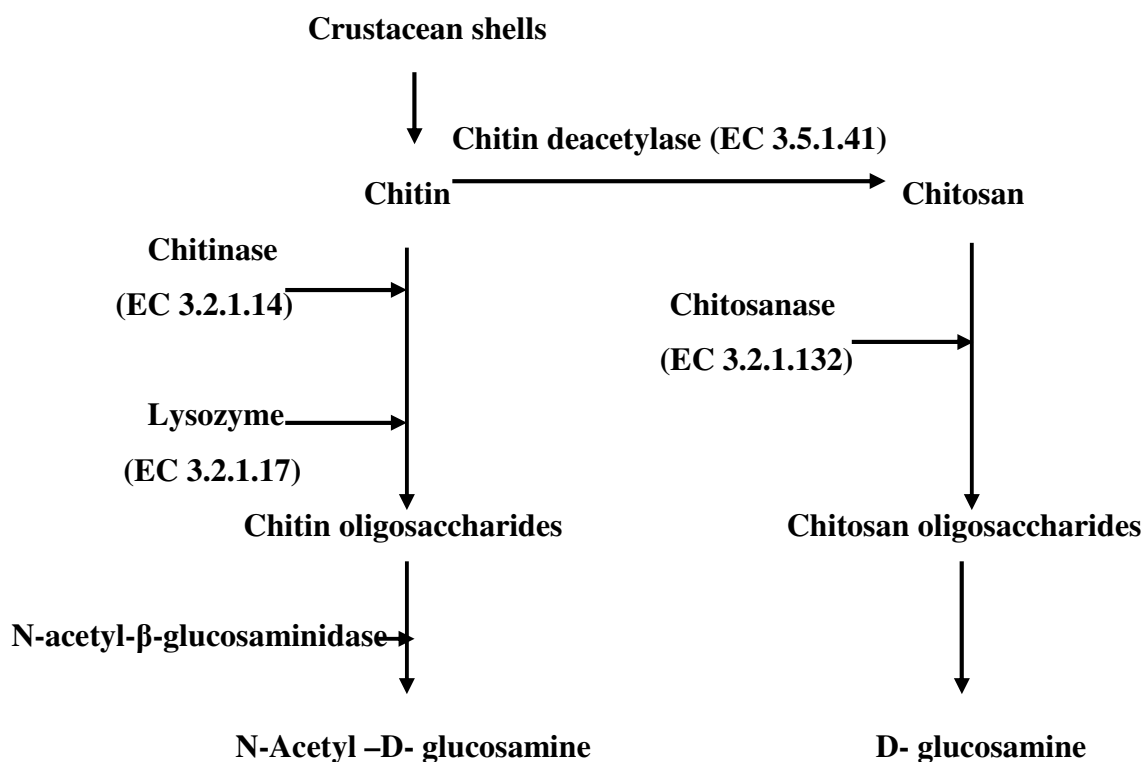 Crustacean shells
Chitin deacetylase (EC 3.5.1.41)
Chitin
Chitosan
Chitinase
(EC 3.2.1.14)
Chitosanase
(EC 3.2.1.132)
Lysozyme
(EC 3.2.1.17)
Chitin oligosaccharides
Chitosan oligosaccharides
N-acetyl-β-glucosaminidase
N-Acetyl –D- glucosamine
D- glucosamine